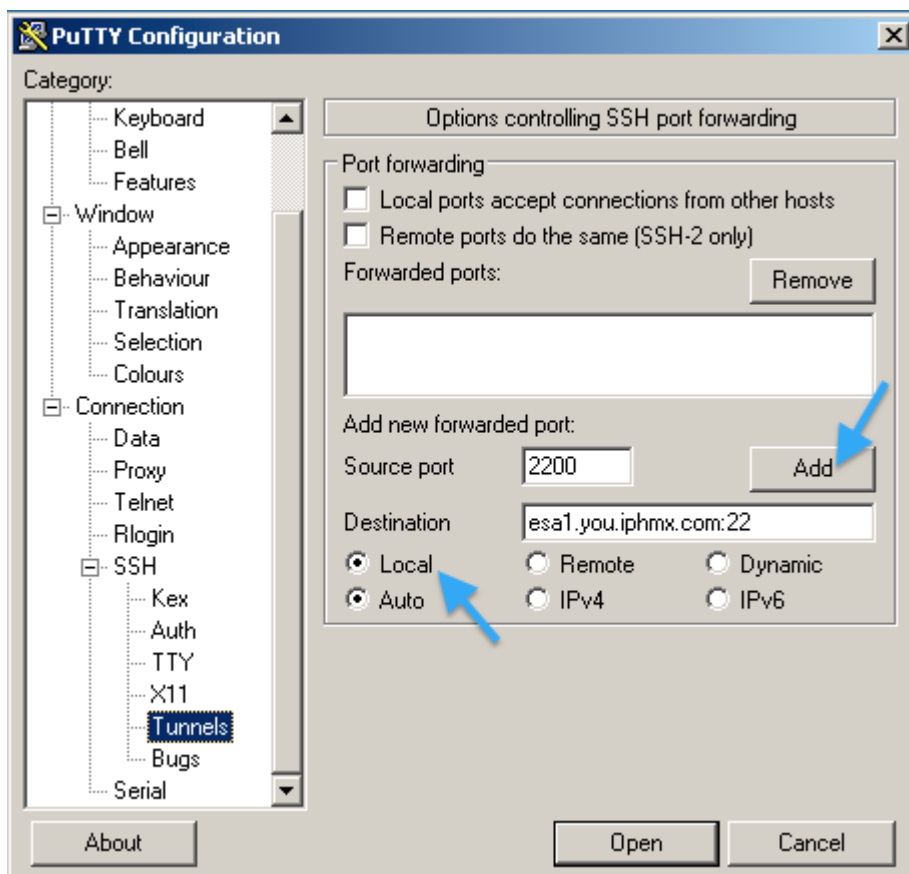 PuTTY Configuration
Category:
Keyboard
Bell
Features
Window
Appearance
Behaviour
Translation
Selection
Colours
Connection
Data
Proxy
Telnet
Rlogin
SSH
Kex
Auth
TTY
X11
Tunnels
Bugs
Serial
Options controlling SSH port forwarding
Port forwarding
Local ports accept connections from other hosts
Remote ports do the same (SSH-2 only)
Forwarded ports:
Remove
Add new forwarded port:
Source port 2200 Add
Destination esa1.you.iphmx.com:22
Local Remote Dynamic
Auto IPv4 IPv6
About Open Cancel